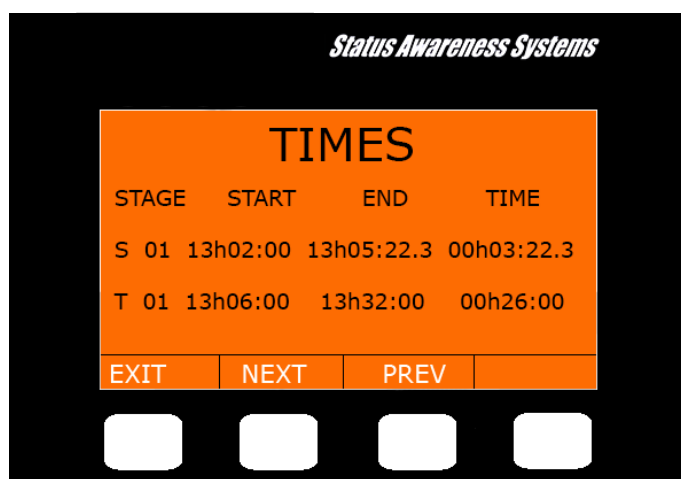 Status Awareness Systems
TIMES
STAGE START END TIME
S 01 13h02:00 13h05:22.3 00h03:22.3
T 01 13h06:00 13h32:00 00h26:00
EXIT NEXT PREV